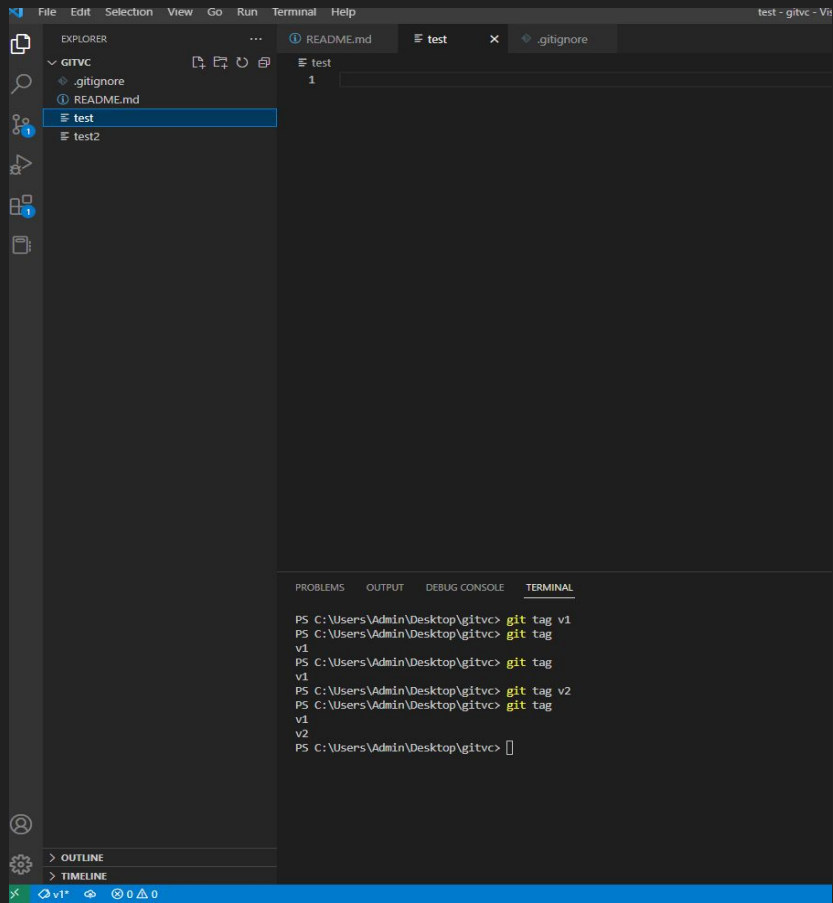 File Edit Selection View Go Run Terminal Help
test - gitvc - Vis
EXPLORER
README.md
test
.gitignore
GITVC
test
.gitignore
1
README.md
test
1
test2
1
PROBLEMS OUTPUT DEBUG CONSOLE TERMINAL
PS C:\Users\Admin\Desktop\gitvc> git tag v1
PS C:\Users\Admin\Desktop\gitvc> git tag
v1
PS C:\Users\Admin\Desktop\gitvc> git tag
v1
PS C:\Users\Admin\Desktop\gitvc> git tag v2
PS C:\Users\Admin\Desktop\gitvc> git tag
v1
v2
PS C:\Users\Admin\Desktop\gitvc>
OUTLINE
TIMELINE
v1* 0 0